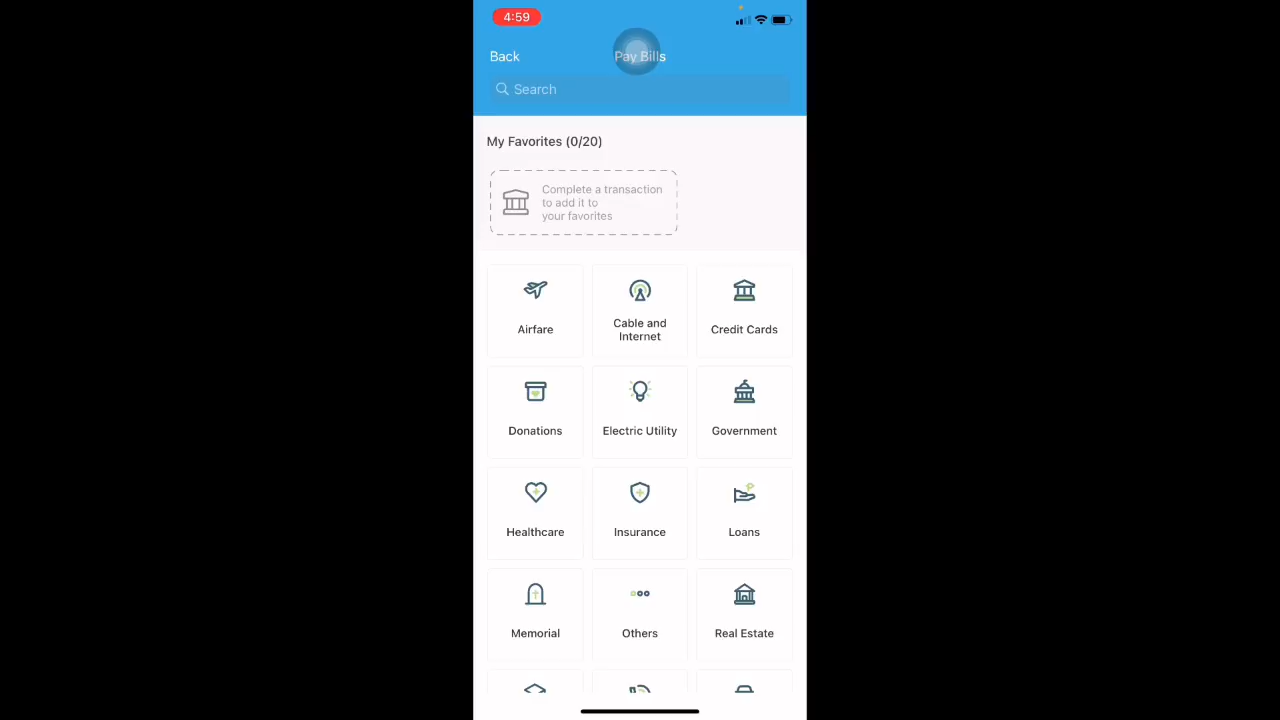 4:59
Back
Pay Bills
Search
My Favorites (0/20)
Complete a transaction
to add it to
your favorites
Airfare
Cable and
Internet
Credit Cards
Donations
Electric Utility
Government
Healthcare
Insurance
Loans
Memorial
Others
Real Estate